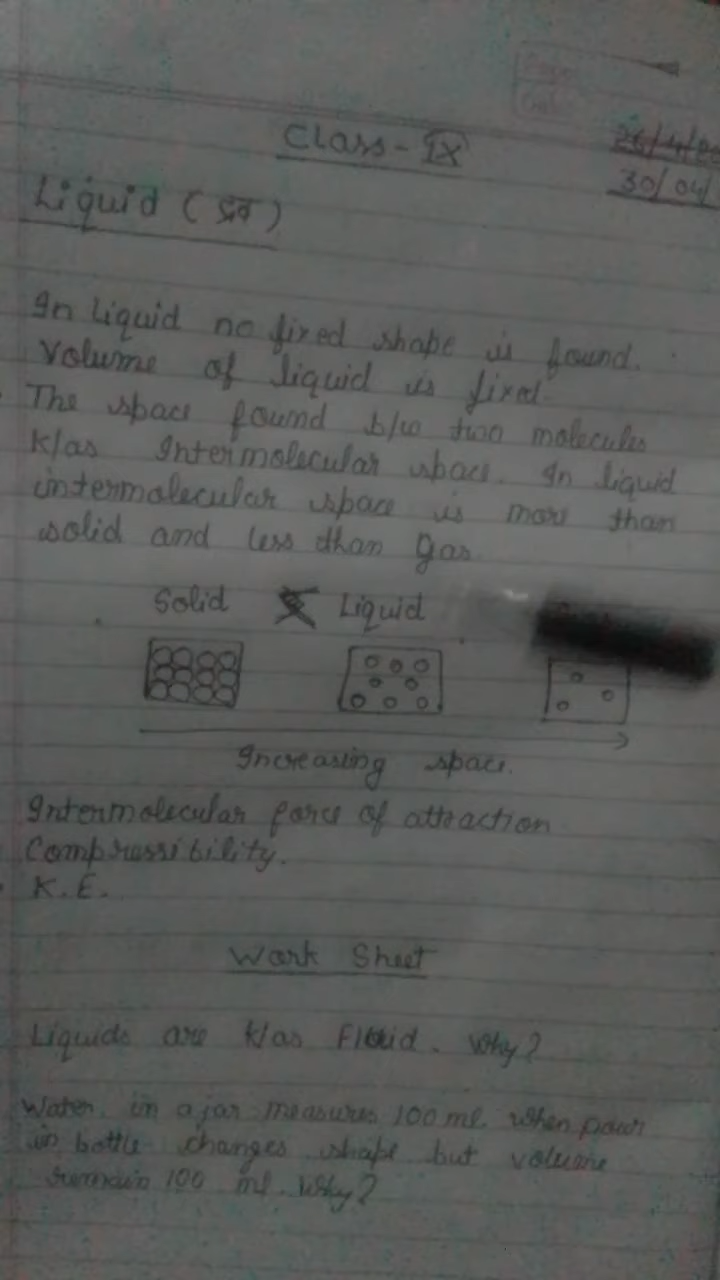 Class - IX
26/4/
30/04/
Liquid (द्रव)
In Liquid no fixed shape is found.
Volume of liquid is fixed.
The space found b/w two molecules
k/as Intermolecular space. In liquid
intermolecular space is more than
solid and less than gas
Solid Liquid
Increasing space.
Intermolecular force of attraction
Compressibility.
K.E.
Work Sheet
Liquids are k/as Fluid. Why?
Water in a jar measures 100 ml when pour
in bottle changes shape but volume
remain 100 ml. Why?